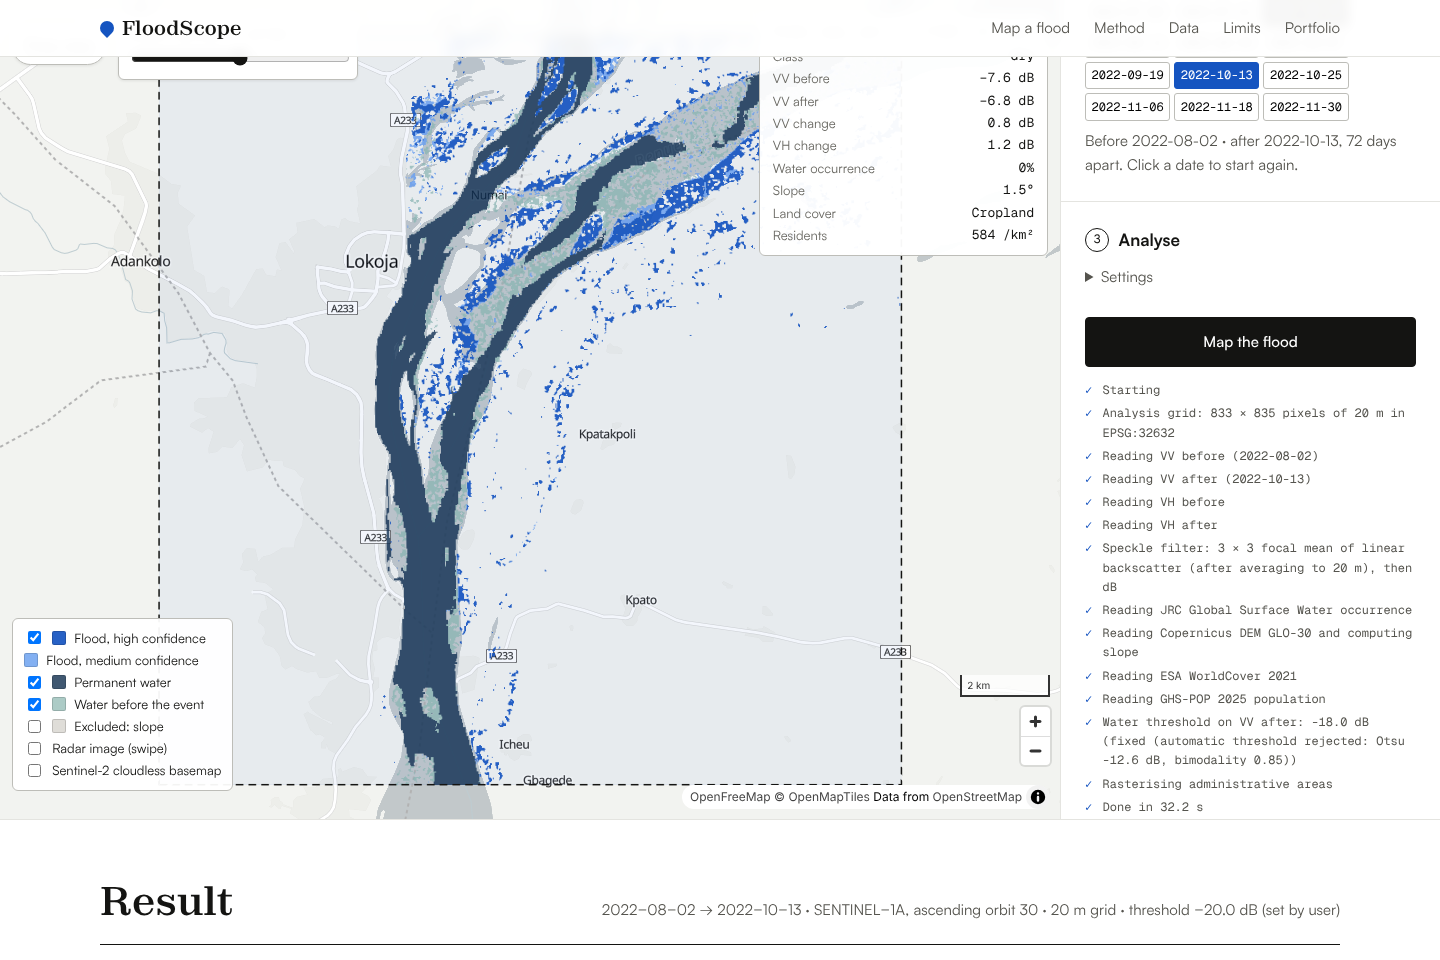 FloodScope
Map a flood
Method
Data
Limits
Portfolio
Class
dry
VV before
−7.6 dB
VV after
−6.8 dB
VV change
0.8 dB
VH change
1.2 dB
Water occurrence
0%
Slope
1.5°
Land cover
Cropland
Residents
584 /km²
A233
Numai
Adankolo
Lokoja
A233
Kpatakpoli
A233
Kpato
A233
A233
Icheu
Gbagede
2 km
+
−
Flood, high confidence
Flood, medium confidence
Permanent water
Water before the event
Excluded: slope
Radar image (swipe)
Sentinel-2 cloudless basemap
OpenFreeMap © OpenMapTiles Data from OpenStreetMap
2022-09-19
2022-10-13
2022-10-25
2022-11-06
2022-11-18
2022-11-30
Before 2022-08-02 · after 2022-10-13, 72 days
apart. Click a date to start again.
3
Analyse
Settings
Map the flood
✓ Starting
✓ Analysis grid: 833 × 835 pixels of 20 m in
EPSG:32632
✓ Reading VV before (2022-08-02)
✓ Reading VV after (2022-10-13)
✓ Reading VH before
✓ Reading VH after
✓ Speckle filter: 3 × 3 focal mean of linear
backscatter (after averaging to 20 m), then
dB
✓ Reading JRC Global Surface Water occurrence
✓ Reading Copernicus DEM GLO-30 and computing
slope
✓ Reading ESA WorldCover 2021
✓ Reading GHS-POP 2025 population
✓ Water threshold on VV after: -18.0 dB
(fixed (automatic threshold rejected: Otsu
-12.6 dB, bimodality 0.85))
✓ Rasterising administrative areas
✓ Done in 32.2 s
Result
2022−08−02 → 2022−10−13 · SENTINEL−1A, ascending orbit 30 · 20 m grid · threshold −20.0 dB (set by user)